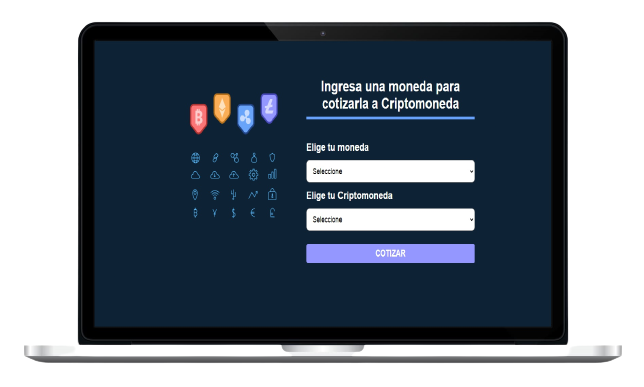 Ingresa una moneda para
cotizarla a Criptomoneda
Elige tu moneda
Seleccione
Elige tu Criptomoneda
Seleccione
COTIZAR